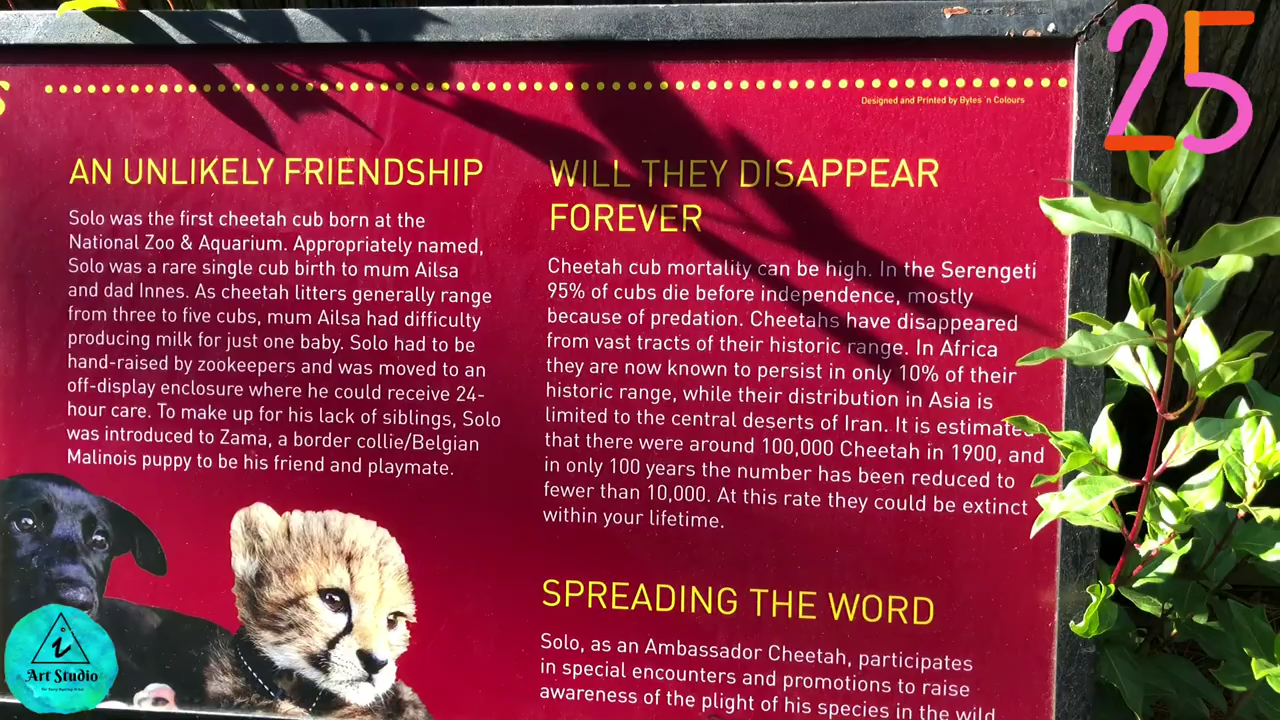 25
Designed and Printed by Bytes 'n Colours
AN UNLIKELY FRIENDSHIP
Solo was the first cheetah cub born at the
National Zoo & Aquarium. Appropriately named,
Solo was a rare single cub birth to mum Ailsa
and dad Innes. As cheetah litters generally range
from three to five cubs, mum Ailsa had difficulty
producing milk for just one baby. Solo had to be
hand-raised by zookeepers and was moved to an
off-display enclosure where he could receive 24-
hour care. To make up for his lack of siblings, Solo
was introduced to Zama, a border collie/Belgian
Malinois puppy to be his friend and playmate.
WILL THEY DISAPPEAR
FOREVER
Cheetah cub mortality can be high. In the Serengeti
95% of cubs die before independence, mostly
because of predation. Cheetahs have disappeared
from vast tracts of their historic range. In Africa
they are now known to persist in only 10% of their
historic range, while their distribution in Asia is
limited to the central deserts of Iran. It is estimated
that there were around 100,000 Cheetah in 1900, and
in only 100 years the number has been reduced to
fewer than 10,000. At this rate they could be extinct
within your lifetime.
SPREADING THE WORD
Solo, as an Ambassador Cheetah, participates
in special encounters and promotions to raise
awareness of the plight of his species in the wild
i
Art Studio